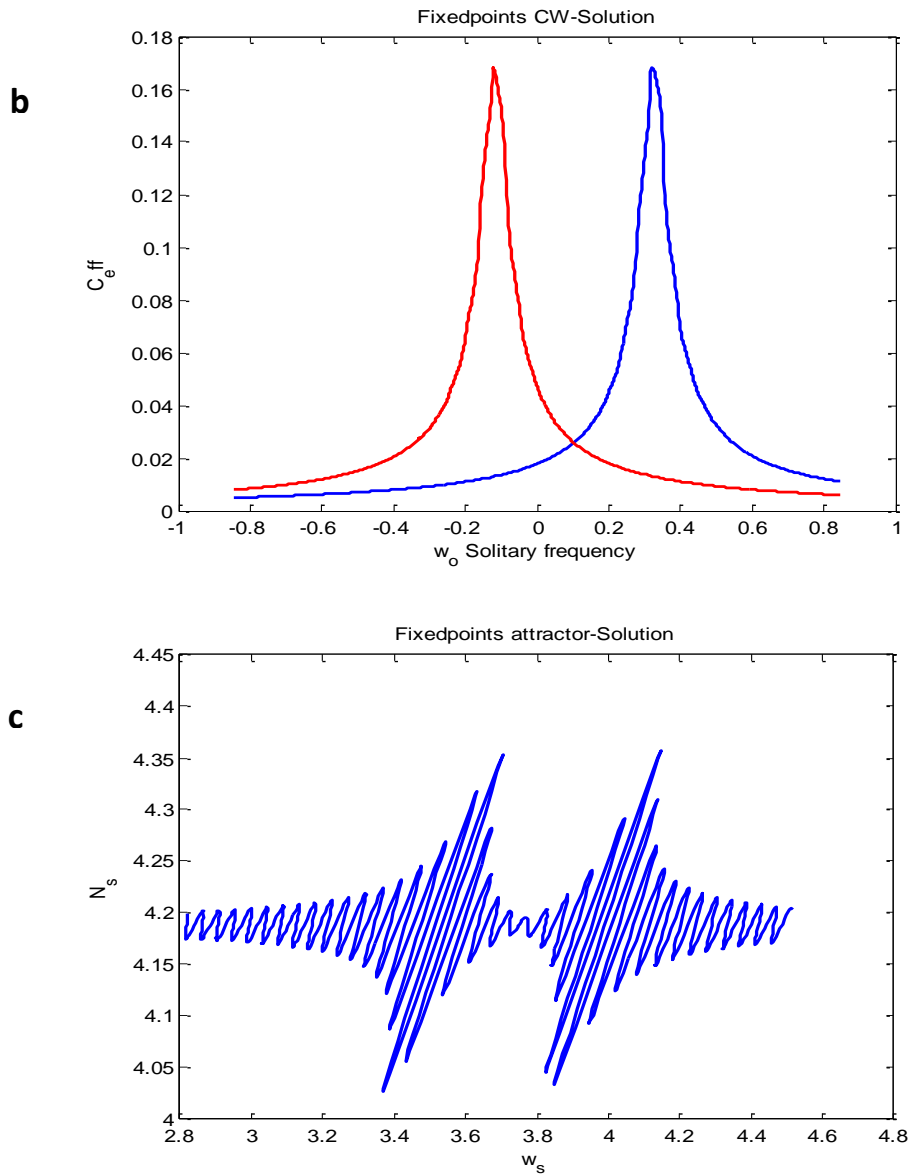 Fixedpoints CW-Solution
b
0.18
0.16
0.14
0.12
0.1
0.08
0.06
0.04
0.02
0
C_eff
-1 -0.8 -0.6 -0.4 -0.2 0 0.2 0.4 0.6 0.8 1
w_o Solitary frequency
Fixedpoints attractor-Solution
c
4.45
4.4
4.35
4.3
4.25
4.2
4.15
4.1
4.05
4
N_s
2.8 3 3.2 3.4 3.6 3.8 4 4.2 4.4 4.6 4.8
w_s